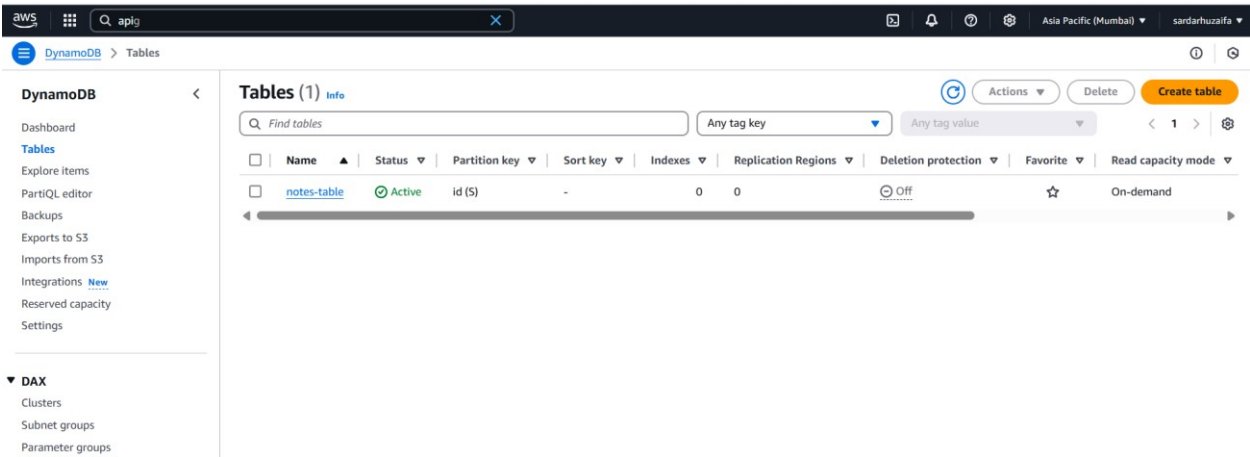 aws apig Asia Pacific (Mumbai) sardarhuzaifa
DynamoDB > Tables
DynamoDB
Dashboard
Tables
Explore items
PartiQL editor
Backups
Exports to S3
Imports from S3
Integrations New
Reserved capacity
Settings
DAX
Clusters
Subnet groups
Parameter groups
Tables (1) Info Actions Delete Create table
Find tables Any tag key Any tag value 1
Name Status Partition key Sort key Indexes Replication Regions Deletion protection Favorite Read capacity mode
notes-table Active id (S) - 0 0 Off On-demand